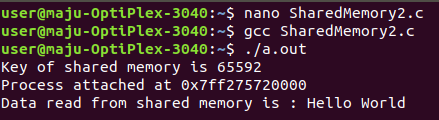 user@maju-OptiPlex-3040:~$ nano SharedMemory2.c
user@maju-OptiPlex-3040:~$ gcc SharedMemory2.c
user@maju-OptiPlex-3040:~$ ./a.out
Key of shared memory is 65592
Process attached at 0x7ff275720000
Data read from shared memory is : Hello World